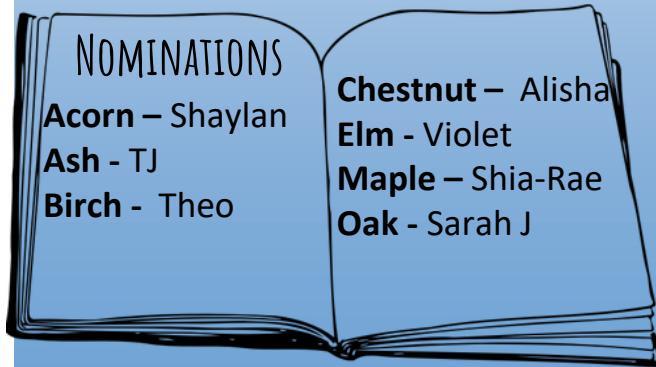 Nominations
Acorn – Shaylan
Ash - TJ
Birch -  Theo
Chestnut –  Alisha
Elm - Violet
Maple – Shia-Rae
Oak - Sarah J